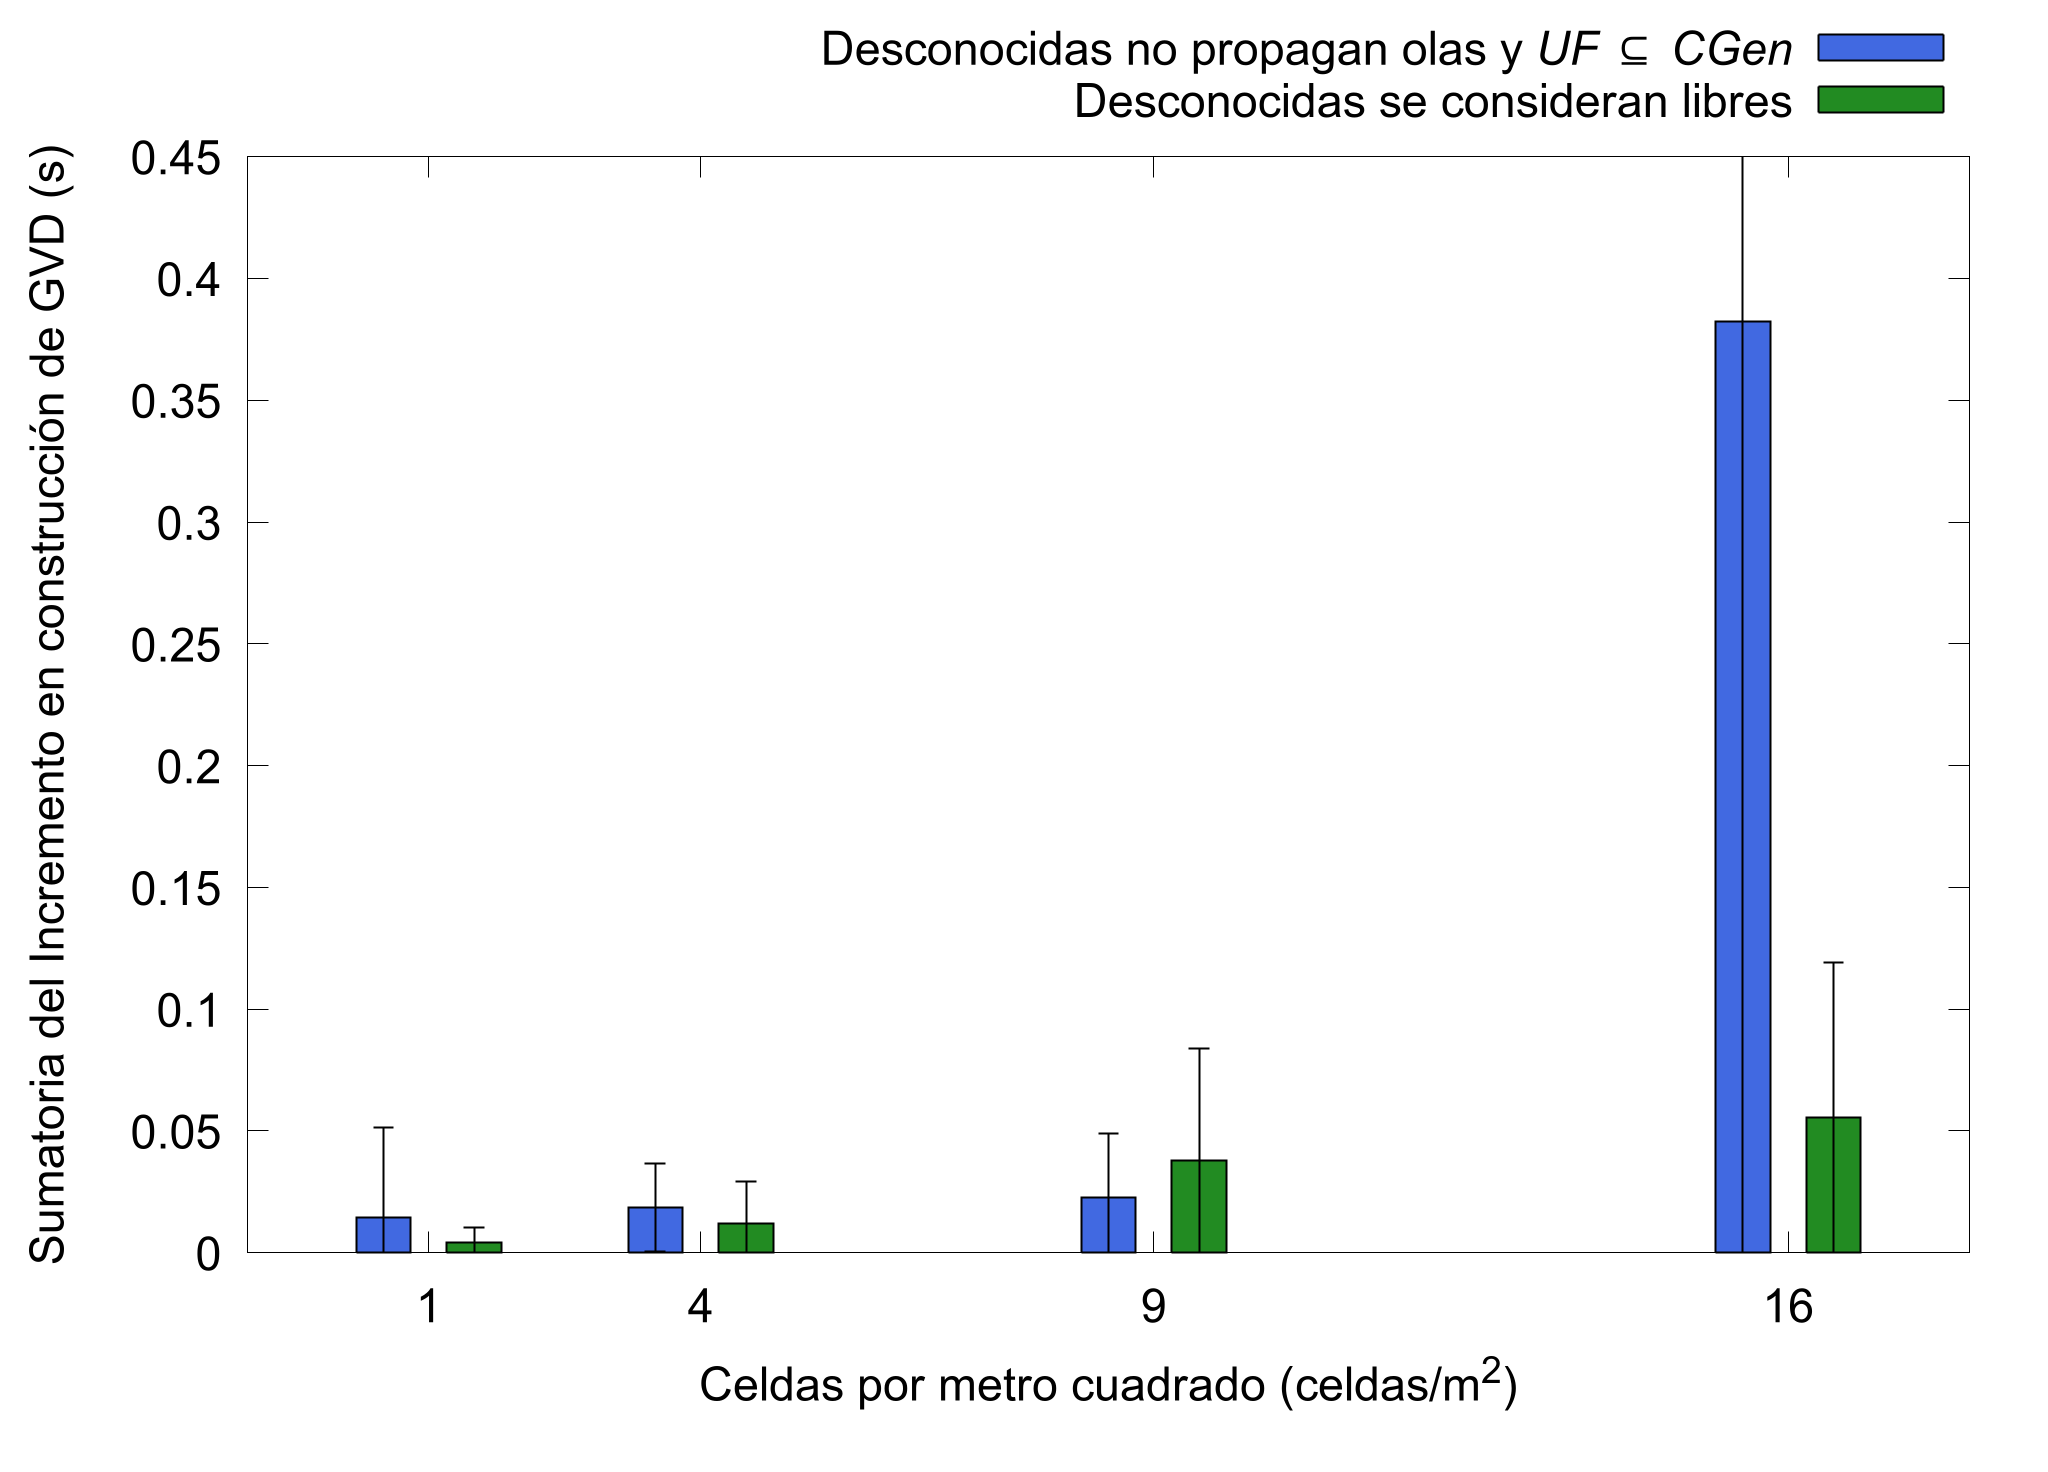 Desconocidas no propagan olas y UF ⊆ CGen
Desconocidas se consideran libres
Sumatoria del Incremento en construcción de GVD (s)
0.45
0.4
0.35
0.3
0.25
0.2
0.15
0.1
0.05
0
1 4 9 16
Celdas por metro cuadrado (celdas/m²)